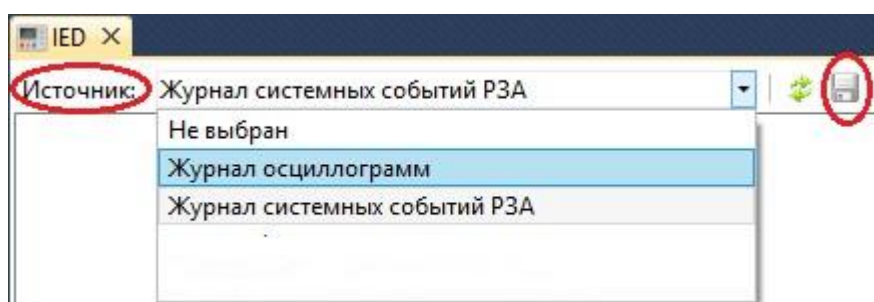 IED
Источник: Журнал системных событий РЗА
Не выбран
Журнал осциллограмм
Журнал системных событий РЗА